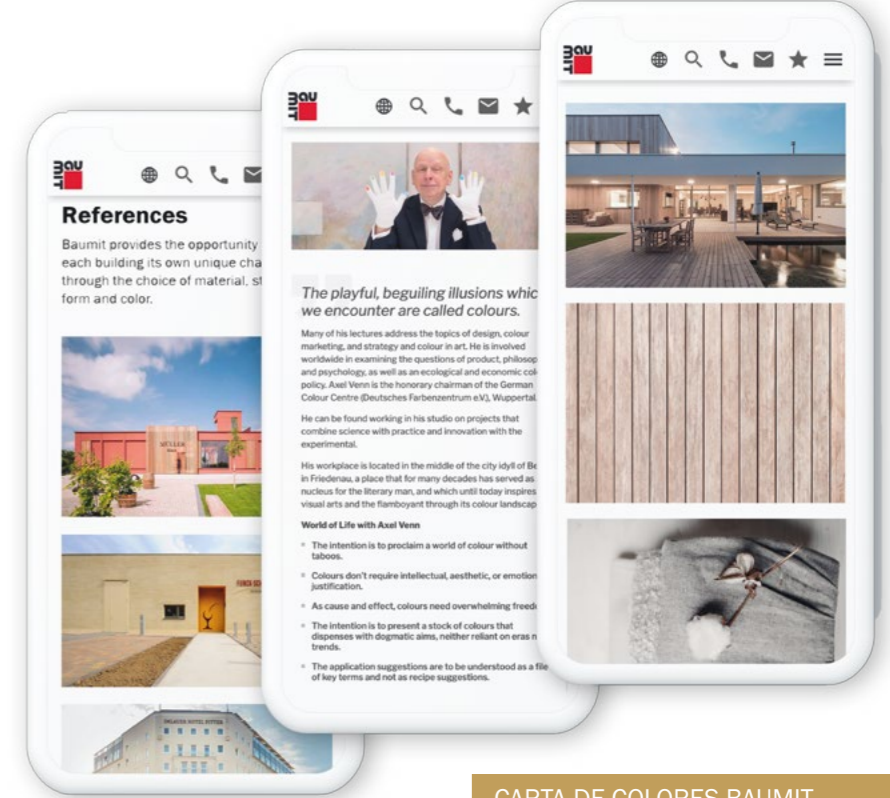 BAUMIT
References
Baumit provides the opportunity
each building its own unique cha
through the choice of material, st
form and color.
MÜLLER
BAUMIT
The playful, beguiling illusions whic
we encounter are called colours.
Many of his lectures address the topics of design, colour
marketing, and strategy and colour in art. He is involved
worldwide in examining the questions of product, philosop
and psychology, as well as an ecological and economic col
policy. Axel Venn is the honorary chairman of the German
Colour Centre (Deutsches Farbenzentrum e.V.), Wuppertal.
He can be found working in his studio on projects that
combine science with practice and innovation with the
experimental.
His workplace is located in the middle of the city idyll of Be
in Friedenau, a place that for many decades has served as
nucleus for the literary man, and which until today inspires
visual arts and the flamboyant through its colour landscap
World of Life with Axel Venn
The intention is to proclaim a world of colour without
taboos.
Colours don't require intellectual, aesthetic, or emotion
justification.
As cause and effect, colours need overwhelming freed
The intention is to present a stock of colours that
dispenses with dogmatic aims, neither reliant on eras n
trends.
The application suggestions are to be understood as a file
of key terms and not as recipe suggestions.
BAUMIT
CARTA DE COLORES BAUMIT